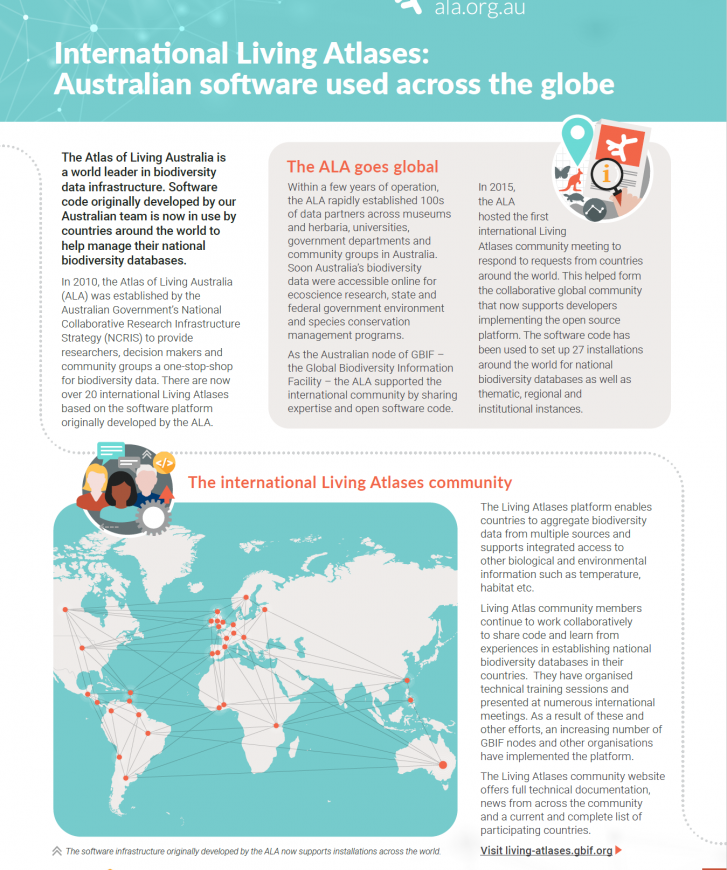 ala.org.au
International Living Atlases:
Australian software used across the globe
The Atlas of Living Australia is
a world leader in biodiversity
data infrastructure. Software
code originally developed by our
Australian team is now in use by
countries around the world to
help manage their national
biodiversity databases.
In 2010, the Atlas of Living Australia
(ALA) was established by the
Australian Government's National
Collaborative Research Infrastructure
Strategy (NCRIS) to provide
researchers, decision makers and
community groups a one-stop-shop
for biodiversity data. There are now
over 20 international Living Atlases
based on the software platform
originally developed by the ALA.
The ALA goes global
Within a few years of operation,
the ALA rapidly established 100s
of data partners across museums
and herbaria, universities,
government departments and
community groups in Australia.
Soon Australia's biodiversity
data were accessible online for
ecoscience research, state and
federal government environment
and species conservation
management programs.
As the Australian node of GBIF –
the Global Biodiversity Information
Facility – the ALA supported the
international community by sharing
expertise and open software code.
In 2015,
the ALA
hosted the first
international Living
Atlases community meeting to
respond to requests from countries
around the world. This helped form
the collaborative global community
that now supports developers
implementing the open source
platform. The software code has
been used to set up 27 installations
around the world for national
biodiversity databases as well as
thematic, regional and
institutional instances.
i
</>
The international Living Atlases community
The Living Atlases platform enables
countries to aggregate biodiversity
data from multiple sources and
supports integrated access to
other biological and environmental
information such as temperature,
habitat etc.
Living Atlas community members
continue to work collaboratively
to share code and learn from
experiences in establishing national
biodiversity databases in their
countries. They have organised
technical training sessions and
presented at numerous international
meetings. As a result of these and
other efforts, an increasing number of
GBIF nodes and other organisations
have implemented the platform.
The Living Atlases community website
offers full technical documentation,
news from across the community
and a current and complete list of
participating countries.
Visit living-atlases.gbif.org
The software infrastructure originally developed by the ALA now supports installations across the world.